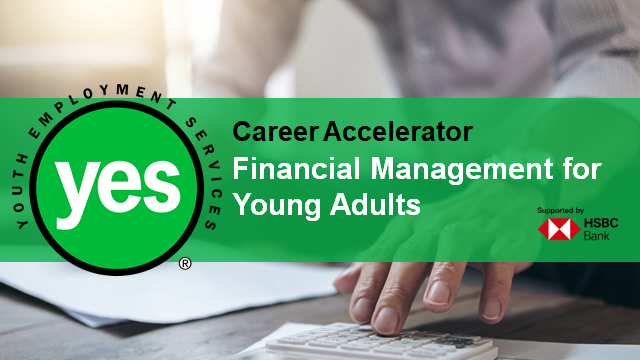 YOUTH EMPLOYMENT SERVICES
yes
®
Career Accelerator
Financial Management for
Young Adults
Supported by
HSBC
Bank